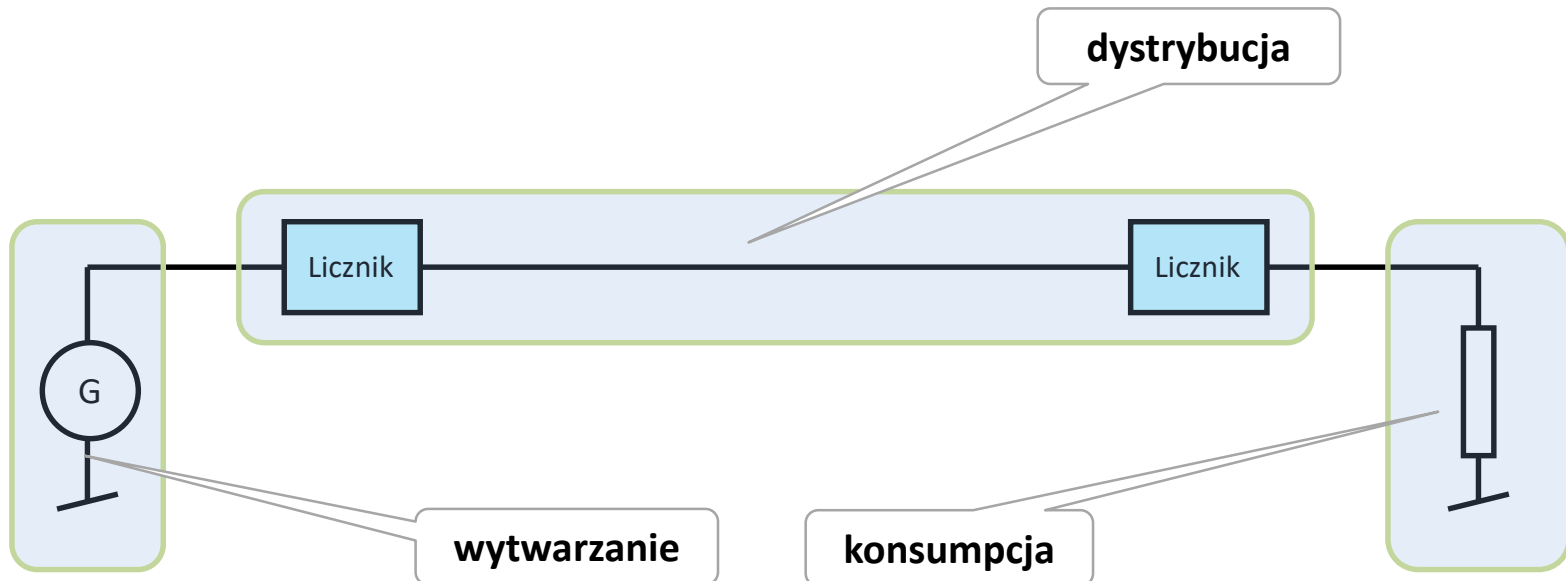 dystrybucja
Licznik
Licznik
G
wytwarzanie
konsumpcja